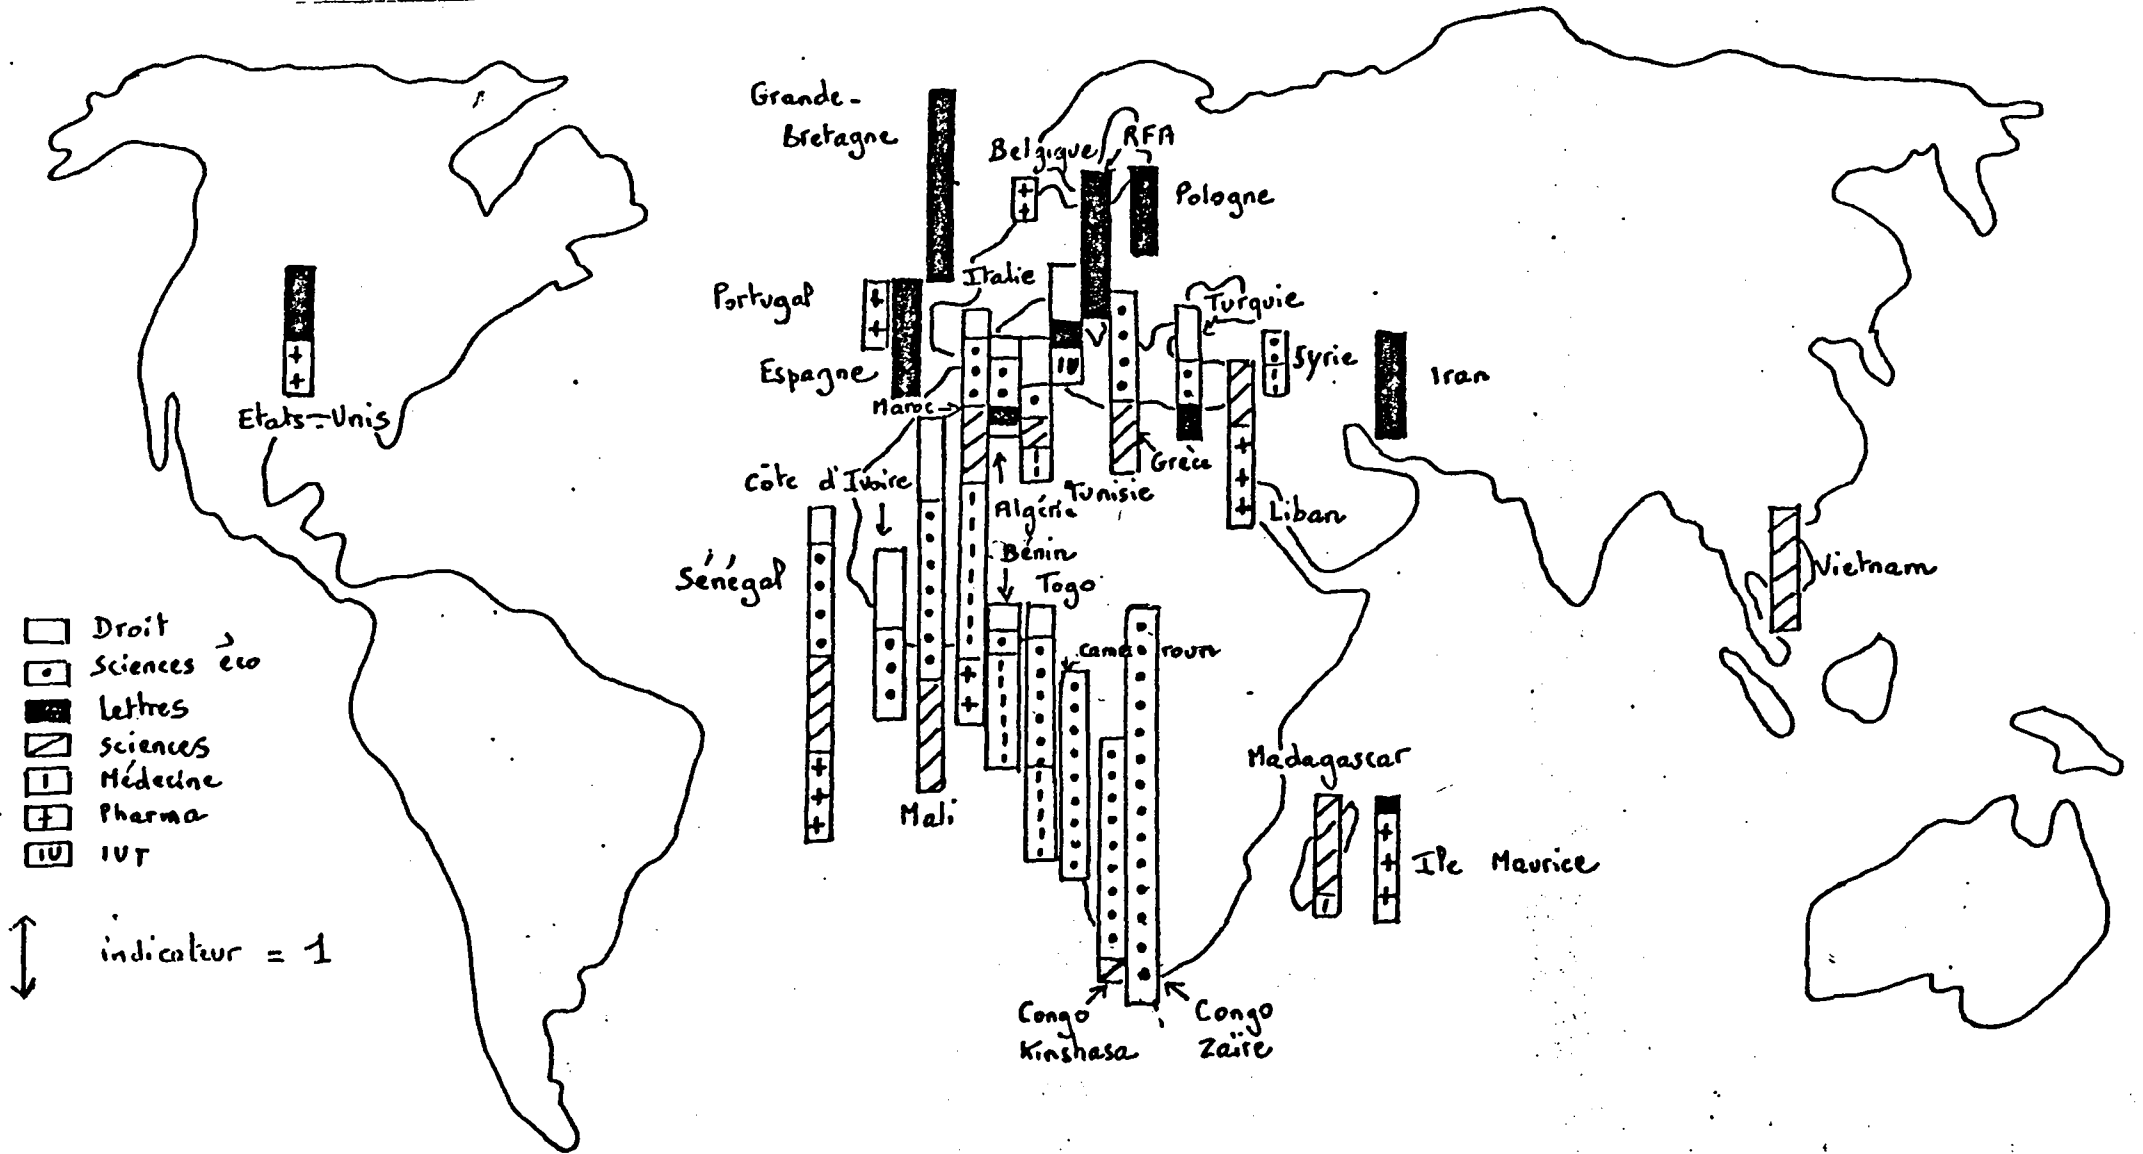 Grande-
Bretagne
Belgique
RFA
Pologne
Italie
Portugal
Turquie
Espagne
Syrie
Iran
IU
Maroc
Etats-Unis
Grèce
Côte d'Ivoire
Tunisie
Algérie
Liban
Bénin
Sénégal
Togo
Vietnam
Droit
Sciences éco
Cameroun
Lettres
Sciences
Madagascar
Médecine
Pharma
Mali
IU IUT
Ile Maurice
indicateur = 1
Congo
Kinshasa
Congo
Zaïre